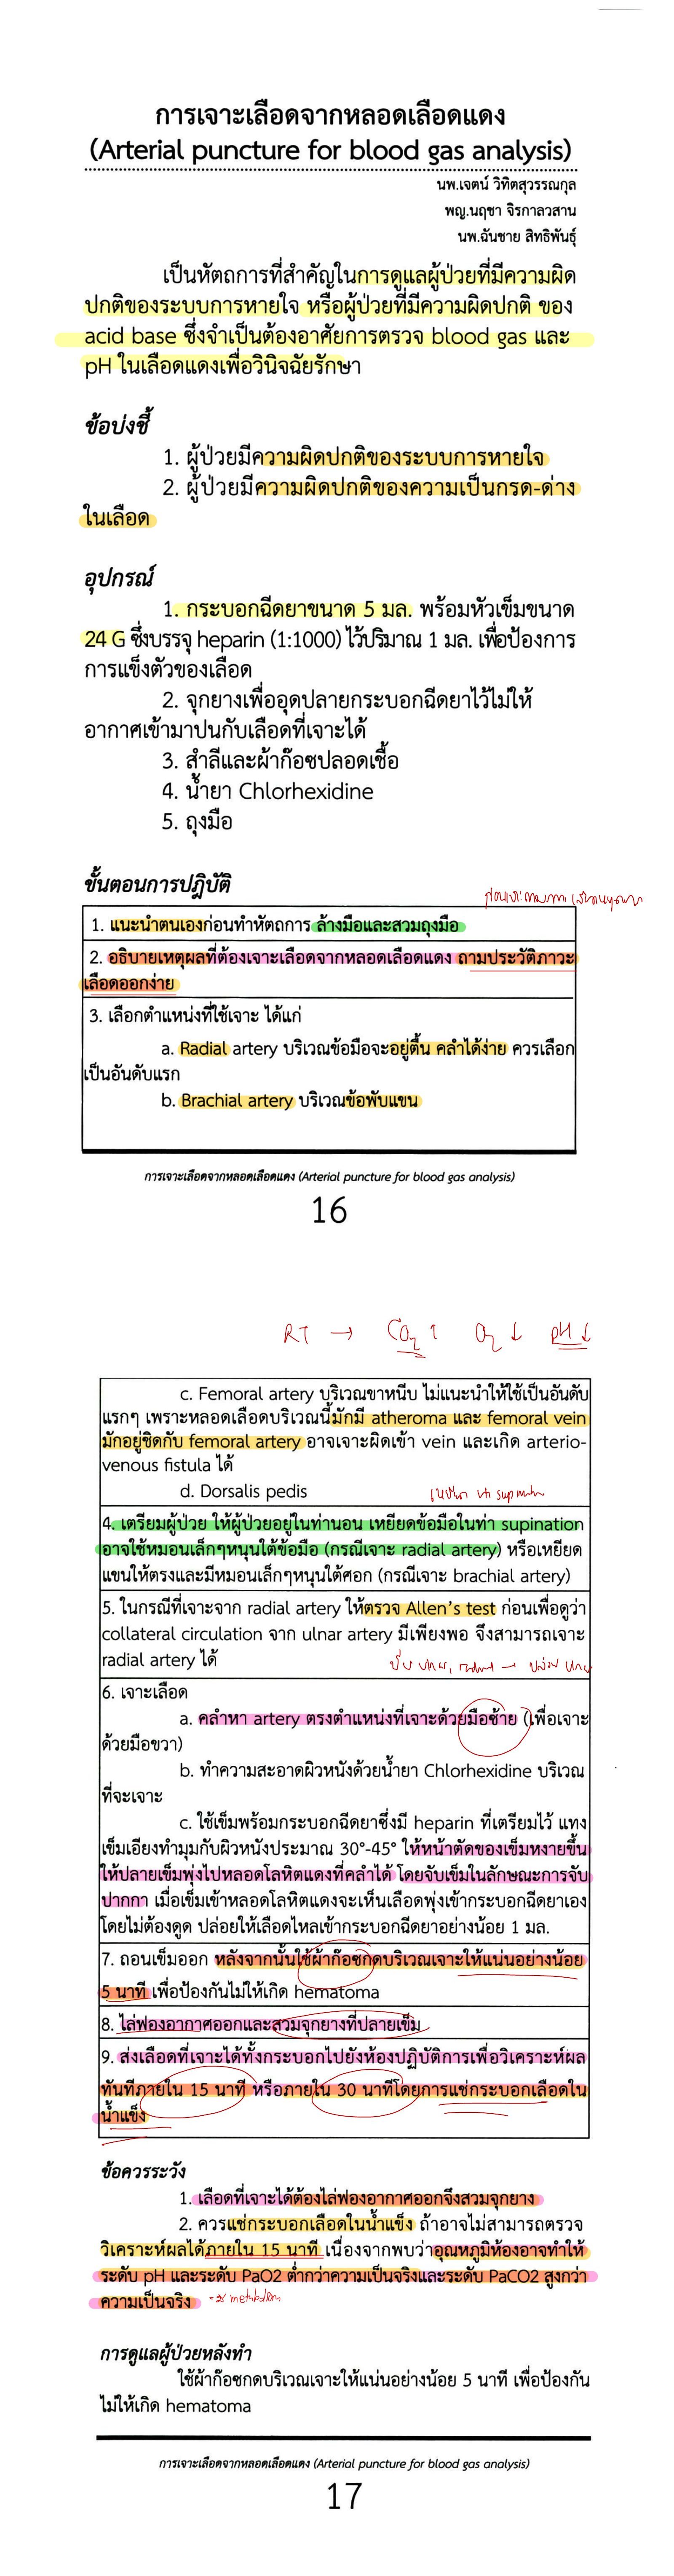 การเจาะเลือดจากหลอดเลือดแดง
(Arterial puncture for blood gas analysis)
นพ.เจตน์ วิทิตสุวรรณกุล
พญ.นฤชา จิรกาลวสาน
นพ.ฉันชาย สิทธิพันธุ์
เป็นหัตถการที่สำคัญในการดูแลผู้ป่วยที่มีความผิด
ปกติของระบบการหายใจ หรือผู้ป่วยที่มีความผิดปกติ ของ
acid base ซึ่งจำเป็นต้องอาศัยการตรวจ blood gas และ
pH ในเลือดแดงเพื่อวินิจฉัยรักษา
ข้อบ่งชี้
1. ผู้ป่วยมีความผิดปกติของระบบการหายใจ
2. ผู้ป่วยมีความผิดปกติของความเป็นกรด-ด่าง
ในเลือด
อุปกรณ์
1. กระบอกฉีดยาขนาด 5 มล. พร้อมหัวเข็มขนาด
24 G ซึ่งบรรจุ heparin (1:1000) ไว้ปริมาณ 1 มล. เพื่อป้องการ
การแข็งตัวของเลือด
2. จุกยางเพื่ออุดปลายกระบอกฉีดยาไว้ไม่ให้
อากาศเข้ามาปนกับเลือดที่เจาะได้
3. สำลีและผ้าก๊อซปลอดเชื้อ
4. น้ำยา Chlorhexidine
5. ถุงมือ
ขั้นตอนการปฎิบัติ
1. แนะนำตนเองก่อนทำหัตถการ ล้างมือและสวมถุงมือ
2. อธิบายเหตุผลที่ต้องเจาะเลือดจากหลอดเลือดแดง ถามประวัติภาวะ
เลือดออกง่าย
3. เลือกตำแหน่งที่ใช้เจาะ ได้แก่
a. Radial artery บริเวณข้อมือจะอยู่ตื้น คลำได้ง่าย ควรเลือก
เป็นอันดับแรก
b. Brachial artery บริเวณข้อพับแขน
การเจาะเลือดจากหลอดเลือดแดง (Arterial puncture for blood gas analysis)
16
RT → CO2 ↑ O2 ↓ pH ↓
c. Femoral artery บริเวณขาหนีบ ไม่แนะนำให้ใช้เป็นอันดับ
แรกๆ เพราะหลอดเลือดบริเวณนี้มักมี atheroma และ femoral vein
มักอยู่ชิดกับ femoral artery อาจเจาะผิดเข้า vein และเกิด arterio-
venous fistula ได้
d. Dorsalis pedis
4. เตรียมผู้ป่วย ให้ผู้ป่วยอยู่ในท่านอน เหยียดข้อมือในท่า supination
อาจใช้หมอนเล็กๆหนุนใต้ข้อมือ (กรณีเจาะ radial artery) หรือเหยียด
แขนให้ตรงและมีหมอนเล็กๆหนุนใต้ศอก (กรณีเจาะ brachial artery)
5. ในกรณีที่เจาะจาก radial artery ให้ตรวจ Allen's test ก่อนเพื่อดูว่า
collateral circulation จาก ulnar artery มีเพียงพอ จึงสามารถเจาะ
radial artery ได้
6. เจาะเลือด
a. คลำหา artery ตรงตำแหน่งที่เจาะด้วยมือซ้าย (เพื่อเจาะ
ด้วยมือขวา)
b. ทำความสะอาดผิวหนังด้วยน้ำยา Chlorhexidine บริเวณ
ที่จะเจาะ
c. ใช้เข็มพร้อมกระบอกฉีดยาซึ่งมี heparin ที่เตรียมไว้ แทง
เข็มเอียงทำมุมกับผิวหนังประมาณ 30°-45° ให้หน้าตัดของเข็มหงายขึ้น
ให้ปลายเข็มพุ่งไปหลอดโลหิตแดงที่คลำได้ โดยจับเข็มในลักษณะการจับ
ปากกา เมื่อเข็มเข้าหลอดโลหิตแดงจะเห็นเลือดพุ่งเข้ากระบอกฉีดยาเอง
โดยไม่ต้องดูด ปล่อยให้เลือดไหลเข้ากระบอกฉีดยาอย่างน้อย 1 มล.
7. ถอนเข็มออก หลังจากนั้นใช้ผ้าก๊อซกดบริเวณเจาะให้แน่นอย่างน้อย
5 นาที เพื่อป้องกันไม่ให้เกิด hematoma
8. ไล่ฟองอากาศออกและสวมจุกยางที่ปลายเข็ม
9. ส่งเลือดที่เจาะได้ทั้งกระบอกไปยังห้องปฏิบัติการเพื่อวิเคราะห์ผล
ทันทีภายใน 15 นาที หรือภายใน 30 นาทีโดยการแช่กระบอกเลือดใน
น้ำแข็ง
ข้อควรระวัง
1. เลือดที่เจาะได้ต้องไล่ฟองอากาศออกจึงสวมจุกยาง
2. ควรแช่กระบอกเลือดในน้ำแข็ง ถ้าอาจไม่สามารถตรวจ
วิเคราะห์ผลได้ภายใน 15 นาที เนื่องจากพบว่าอุณหภูมิห้องอาจทำให้
ระดับ pH และระดับ PaO2 ต่ำกว่าความเป็นจริงและระดับ PaCO2 สูงกว่า
ความเป็นจริง
การดูแลผู้ป่วยหลังทำ
ใช้ผ้าก๊อซกดบริเวณเจาะให้แน่นอย่างน้อย 5 นาที เพื่อป้องกัน
ไม่ให้เกิด hematoma
การเจาะเลือดจากหลอดเลือดแดง (Arterial puncture for blood gas analysis)
17